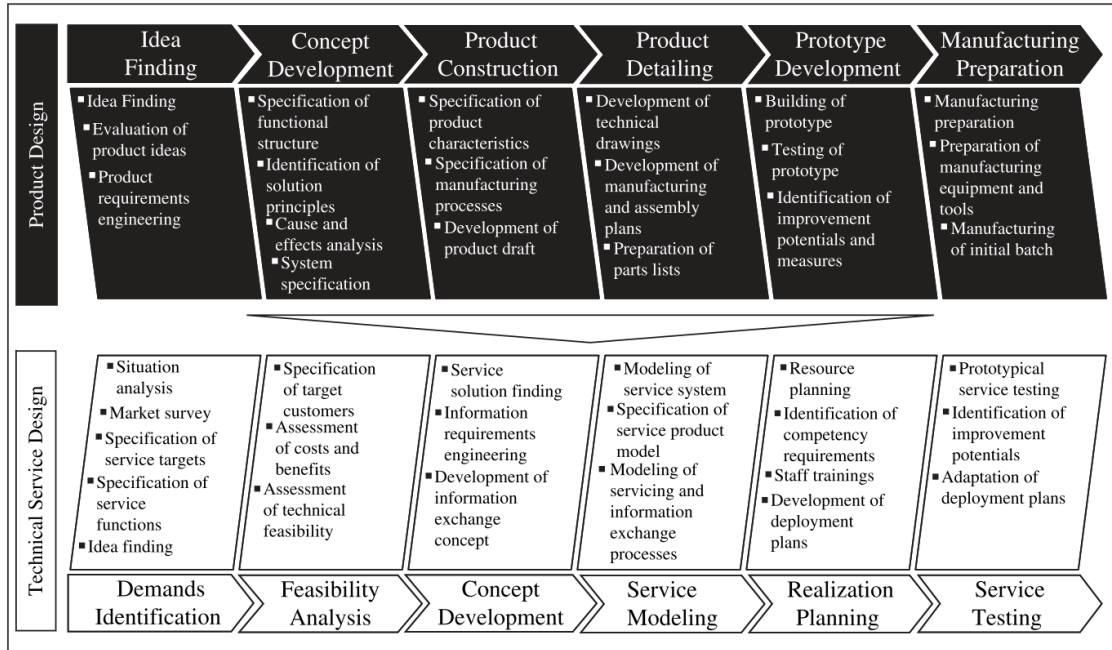 Product Design
Idea
Finding
Concept
Development
Product
Construction
Product
Detailing
Prototype
Development
Manufacturing
Preparation
Idea Finding
Evaluation of
product ideas
Product
requirements
engineering
Specification of
functional
structure
Identification of
solution
principles
Cause and
effects analysis
System
specification
Specification of
product
characteristics
Specification of
manufacturing
processes
Development of
product draft
Development of
technical
drawings
Development of
manufacturing
and assembly
plans
Preparation of
parts lists
Building of
prototype
Testing of
prototype
Identification of
improvement
potentials and
measures
Manufacturing
preparation
Preparation of
manufacturing
equipment and
tools
Manufacturing
of initial batch
Technical Service Design
Situation
analysis
Market survey
Specification of
service targets
Specification of
service
functions
Idea finding
Specification
of target
customers
Assessment
of costs and
benefits
Assessment
of technical
feasibility
Service
solution finding
Information
requirements
engineering
Development of
information
exchange
concept
Modeling of
service system
Specification of
service product
model
Modeling of
servicing and
information
exchange
processes
Resource
planning
Identification of
competency
requirements
Staff trainings
Development of
deployment
plans
Prototypical
service testing
Identification of
improvement
potentials
Adaptation of
deployment plans
Demands
Identification
Feasibility
Analysis
Concept
Development
Service
Modeling
Realization
Planning
Service
Testing